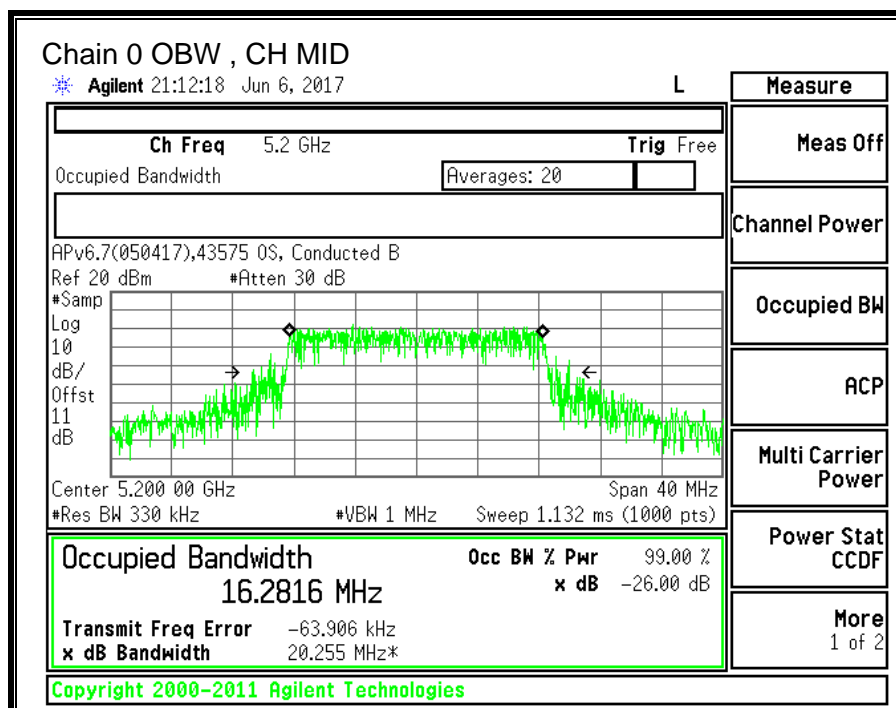 Chain 0 OBW , CH MID
Agilent 21:12:18 Jun 6, 2017 L
Measure
Ch Freq 5.2 GHz Trig Free
Meas Off
Occupied Bandwidth Averages: 20
Channel Power
APv6.7(050417),43575 OS, Conducted B
Ref 20 dBm #Atten 30 dB
#Samp
Log
10
dB/
Offst
11
dB
Occupied BW
ACP
Multi Carrier
Power
Center 5.200 00 GHz Span 40 MHz
#Res BW 330 kHz #VBW 1 MHz Sweep 1.132 ms (1000 pts)
Power Stat
CCDF
Occupied Bandwidth Occ BW % Pwr 99.00 %
16.2816 MHz x dB -26.00 dB
Transmit Freq Error -63.906 kHz
x dB Bandwidth 20.255 MHz*
More
1 of 2
Copyright 2000-2011 Agilent Technologies